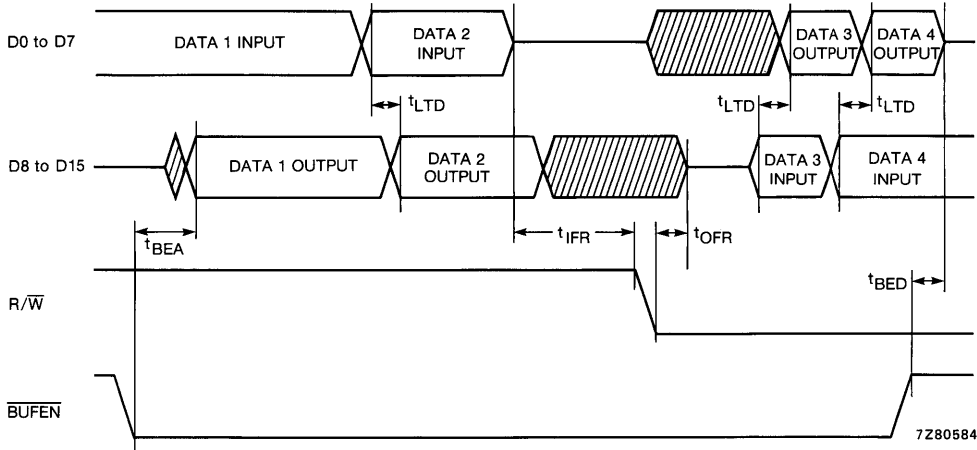 D0 to D7
DATA 1 INPUT
DATA 2
INPUT
DATA 3
OUTPUT
DATA 4
OUTPUT
tLTD
tLTD
tLTD
D8 to D15
DATA 1 OUTPUT
DATA 2
OUTPUT
DATA 3
INPUT
DATA 4
INPUT
tBEA
tIFR
tOFR
tBED
R/W̅
B̅U̅F̅E̅N̅
7Z80584